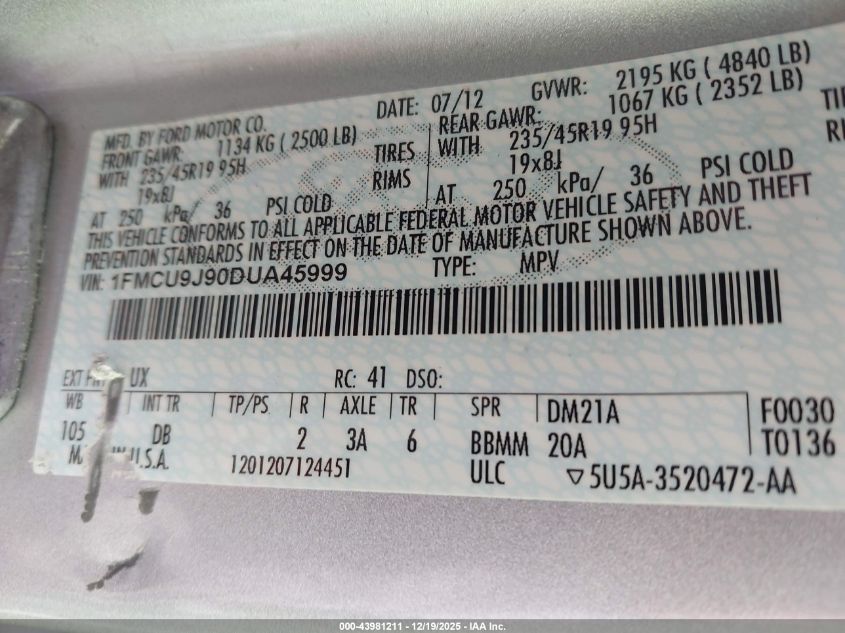 MFD. BY FORD MOTOR CO.
DATE: 07/12 GVWR: 2195 KG ( 4840 LB)
FRONT GAWR: 1134 KG ( 2500 LB) REAR GAWR: 1067 KG ( 2352 LB)
WITH 235/45R19 95H TIRES WITH 235/45R19 95H
19x8J RIMS 19x8J
AT 250 kPa/ 36 PSI COLD AT 250 kPa/ 36 PSI COLD
THIS VEHICLE CONFORMS TO ALL APPLICABLE FEDERAL MOTOR VEHICLE SAFETY AND THEFT
PREVENTION STANDARDS IN EFFECT ON THE DATE OF MANUFACTURE SHOWN ABOVE.
VIN: 1FMCU9J90DUA45999 TYPE: MPV
EXT UX RC: 41 DSO:
WB INT TR TP/PS R AXLE TR SPR DM21A F0030
105 DB 2 3A 6 BBMM 20A T0136
IN U.S.A. 1201207124451 ULC ▽5U5A-3520472-AA
000-43981211 - 12/19/2025 - IAA Inc.